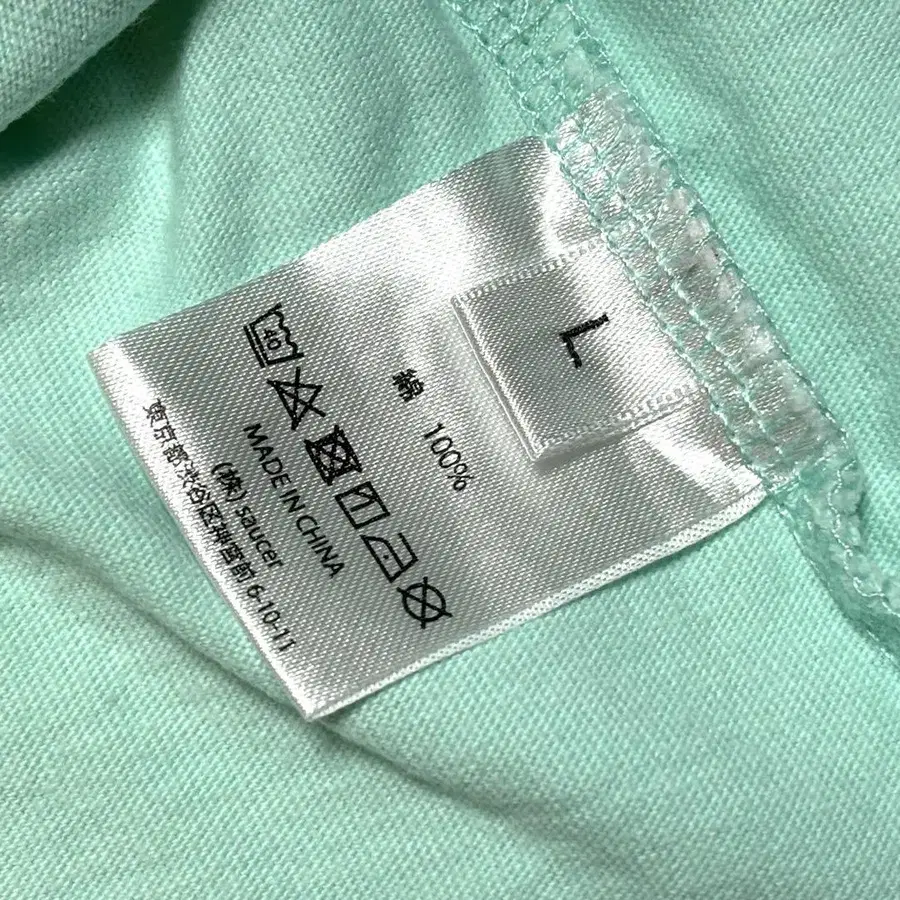 L
綿 100%
40
MADE IN CHINA
(株) saucer
東京都渋谷区神宮前 6-10-11